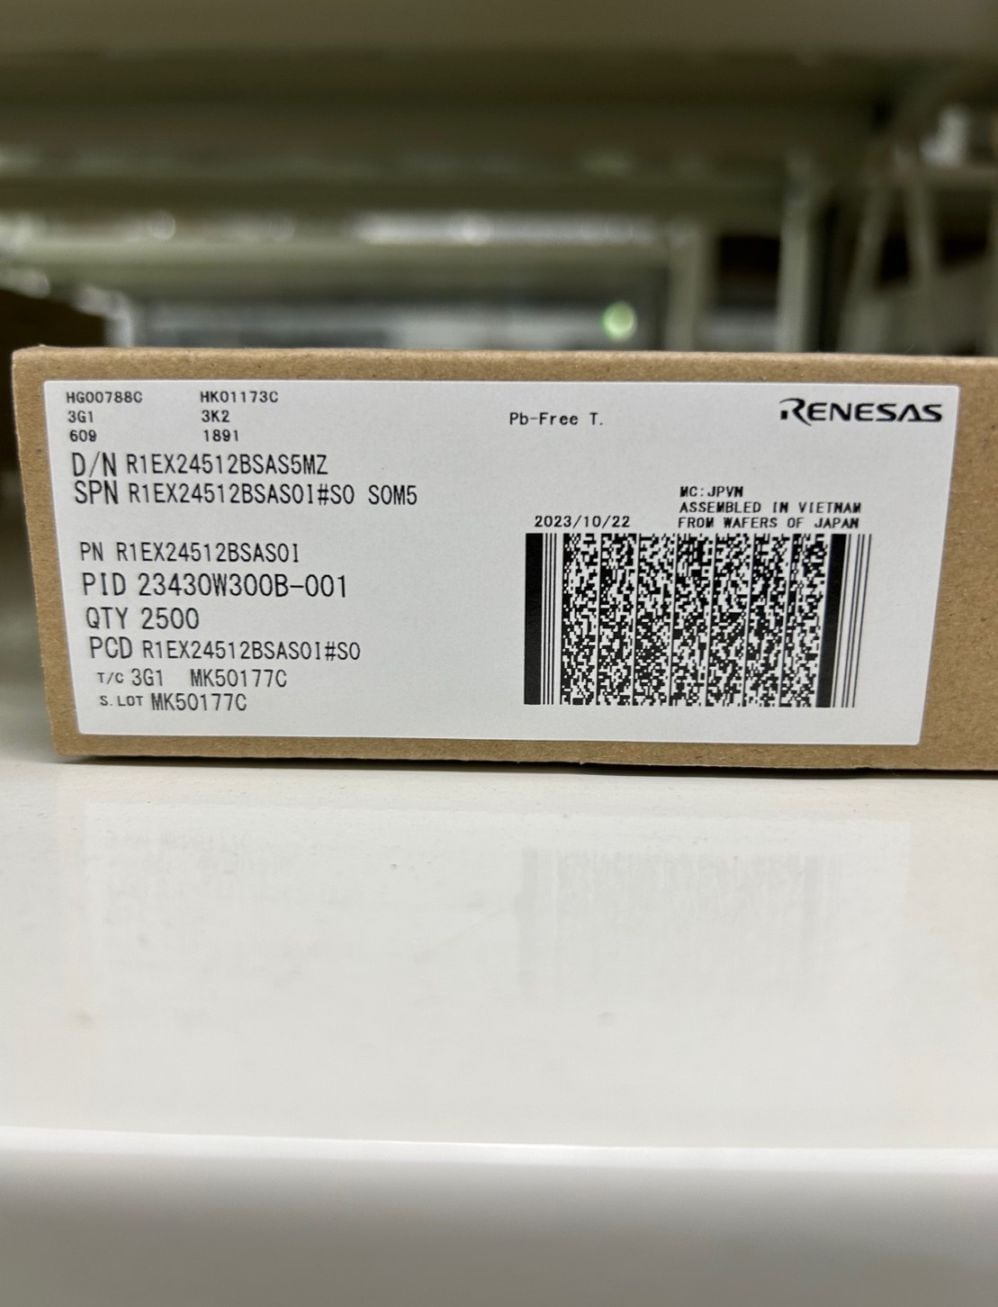 HG00788C HK01173C
3G1 3K2
609 1891
Pb-Free T.
RENESAS
D/N R1EX24512BSAS5MZ
SPN R1EX24512BSAS0I#S0 S0M5
MC:JPVN
ASSEMBLED IN VIETNAM
2023/10/22 FROM WAFERS OF JAPAN
PN R1EX24512BSAS0I
PID 23430W300B-001
QTY 2500
PCD R1EX24512BSAS0I#S0
T/C 3G1 MK50177C
S.LOT MK50177C